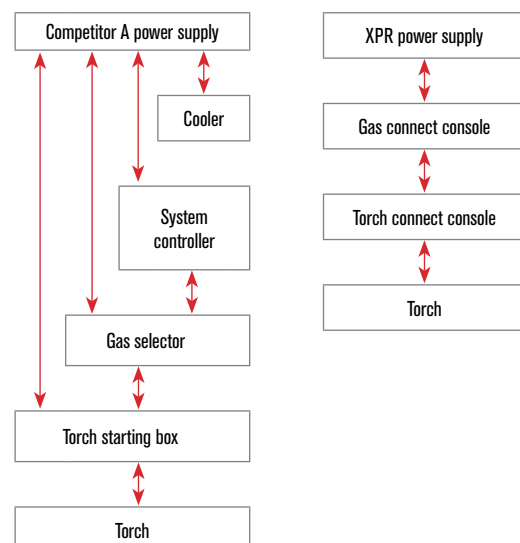 Competitor A power supply
Cooler
System
controller
Gas selector
Torch starting box
Torch
XPR power supply
Gas connect console
Torch connect console
Torch